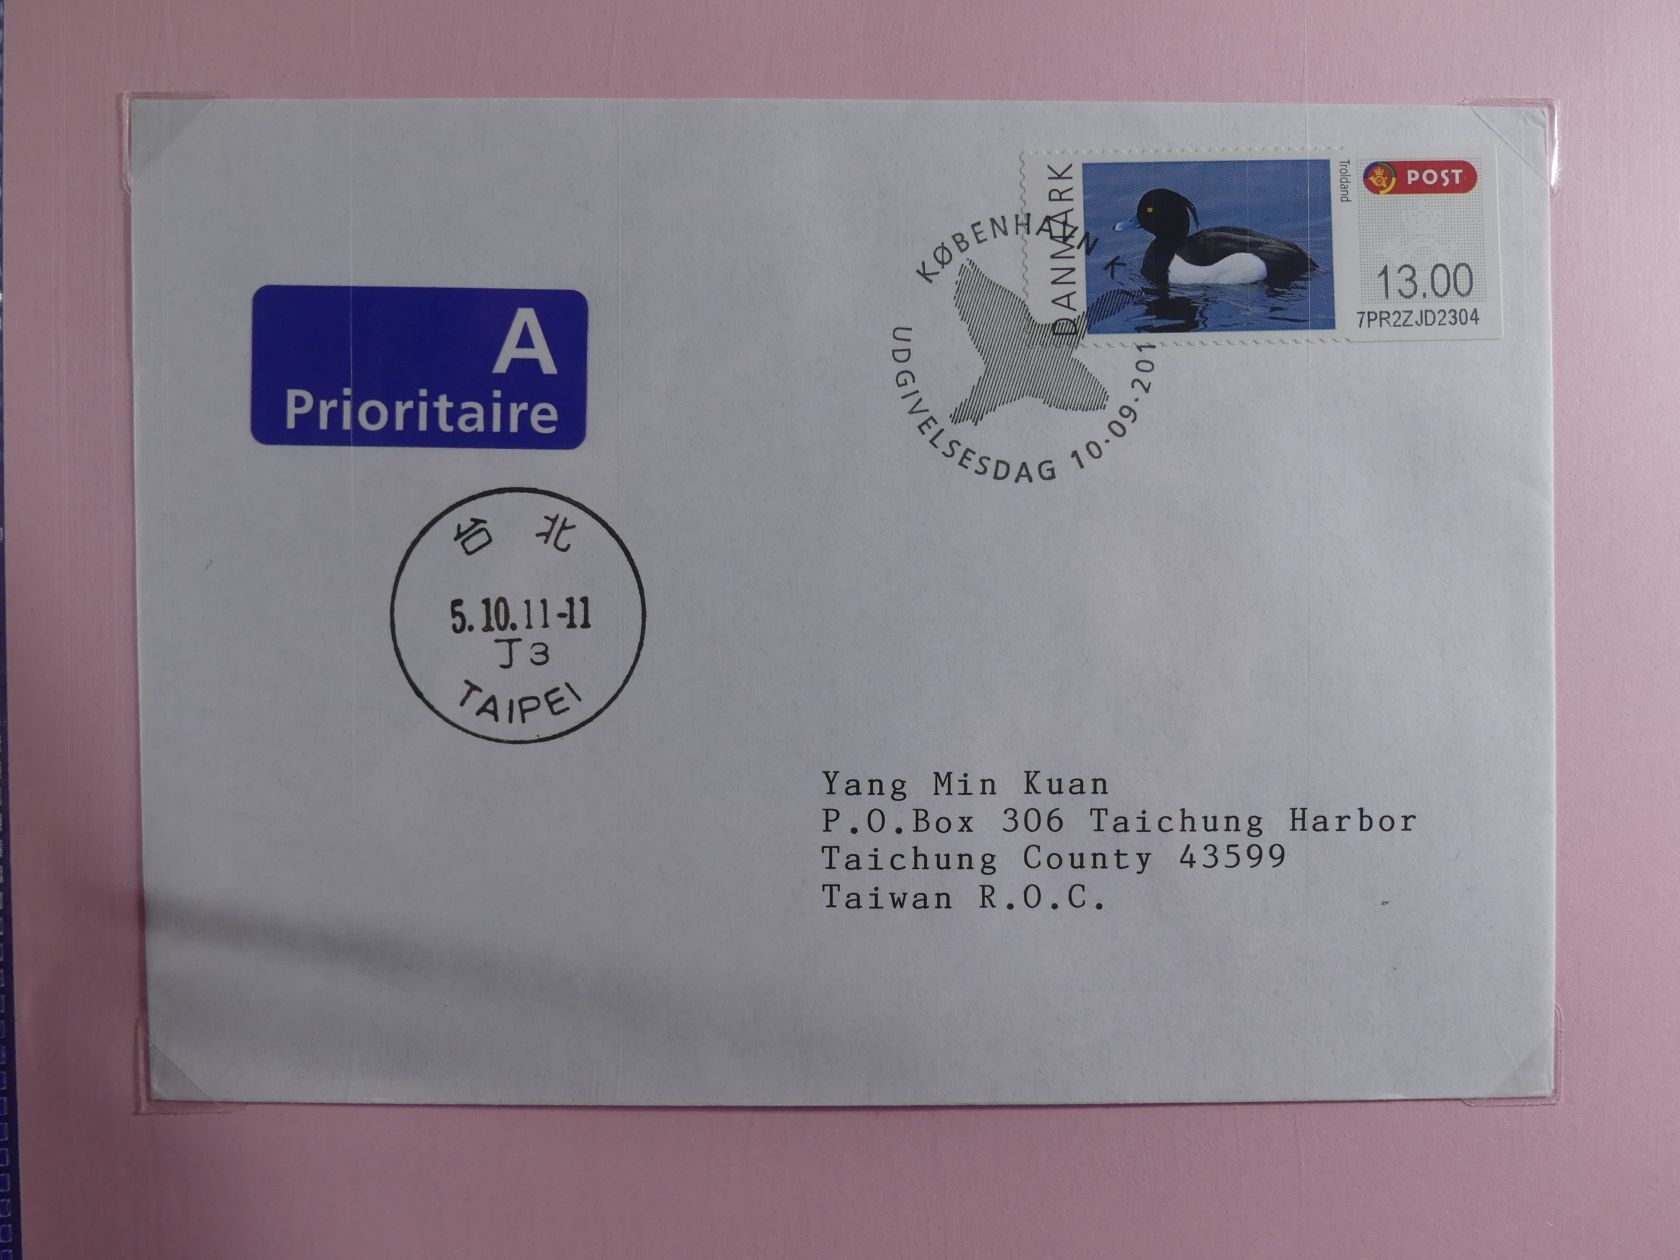 DANMARK
Troldand
POST
13.00
7PR2ZJD2304
KØBENHAVN K
UDGIVELSESDAG 10-09-201
A
Prioritaire
台 北
5.10.11-11
J3
TAIPEI
Yang Min Kuan
P.O.Box 306 Taichung Harbor
Taichung County 43599
Taiwan R.O.C.